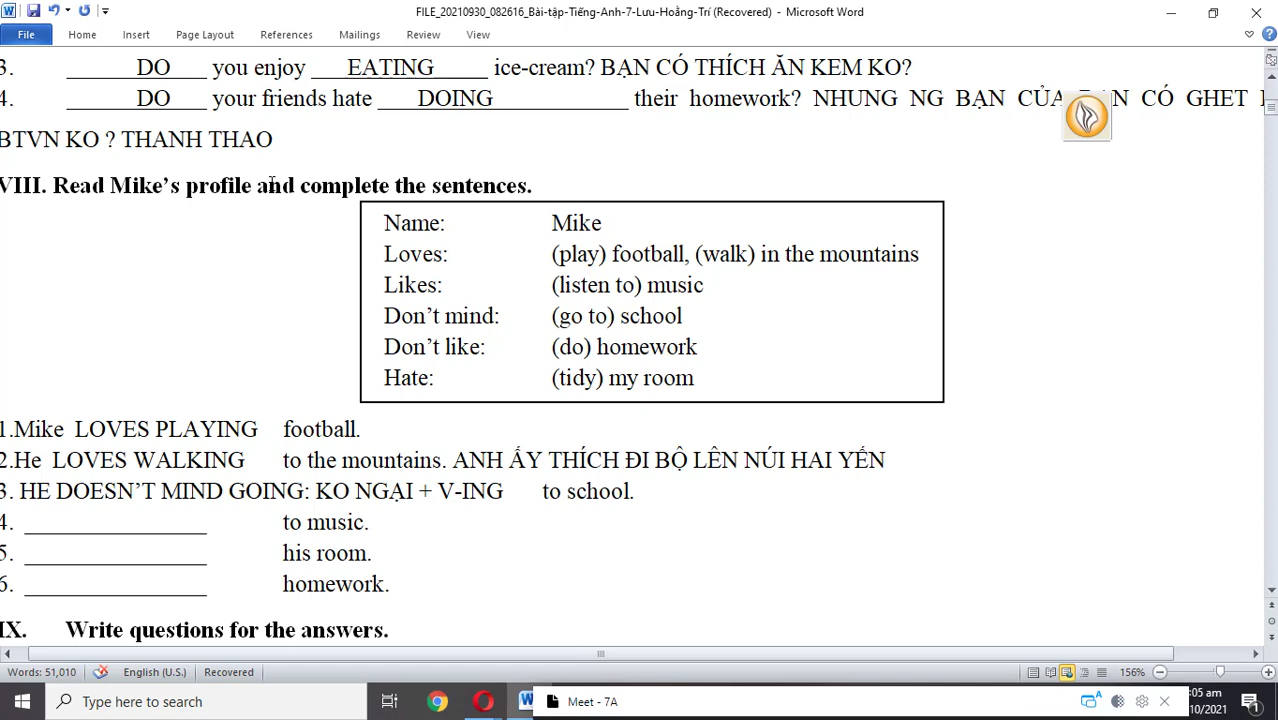 FILE_20210930_082616_Bài-tập-Tiếng-Anh-7-Lưu-Hoằng-Trí (Recovered) - Microsoft Word
File Home Insert Page Layout References Mailings Review View
3. DO you enjoy EATING ice-cream? BẠN CÓ THÍCH ĂN KEM KO?
4. DO your friends hate DOING their homework? NHUNG NG BẠN CỦA CÓ GHET
BTVN KO ? THANH THAO
VIII. Read Mike's profile and complete the sentences.
Name: Mike
Loves: (play) football, (walk) in the mountains
Likes: (listen to) music
Don't mind: (go to) school
Don't like: (do) homework
Hate: (tidy) my room
1.Mike LOVES PLAYING football.
2.He LOVES WALKING to the mountains. ANH ẤY THÍCH ĐI BỘ LÊN NÚI HAI YẾN
3. HE DOESN'T MIND GOING: KO NGẠI + V-ING to school.
4. to music.
5. his room.
6. homework.
IX. Write questions for the answers.
Words: 51,010 English (U.S.) Recovered 156%
Type here to search Meet - 7A :05 am
10/2021